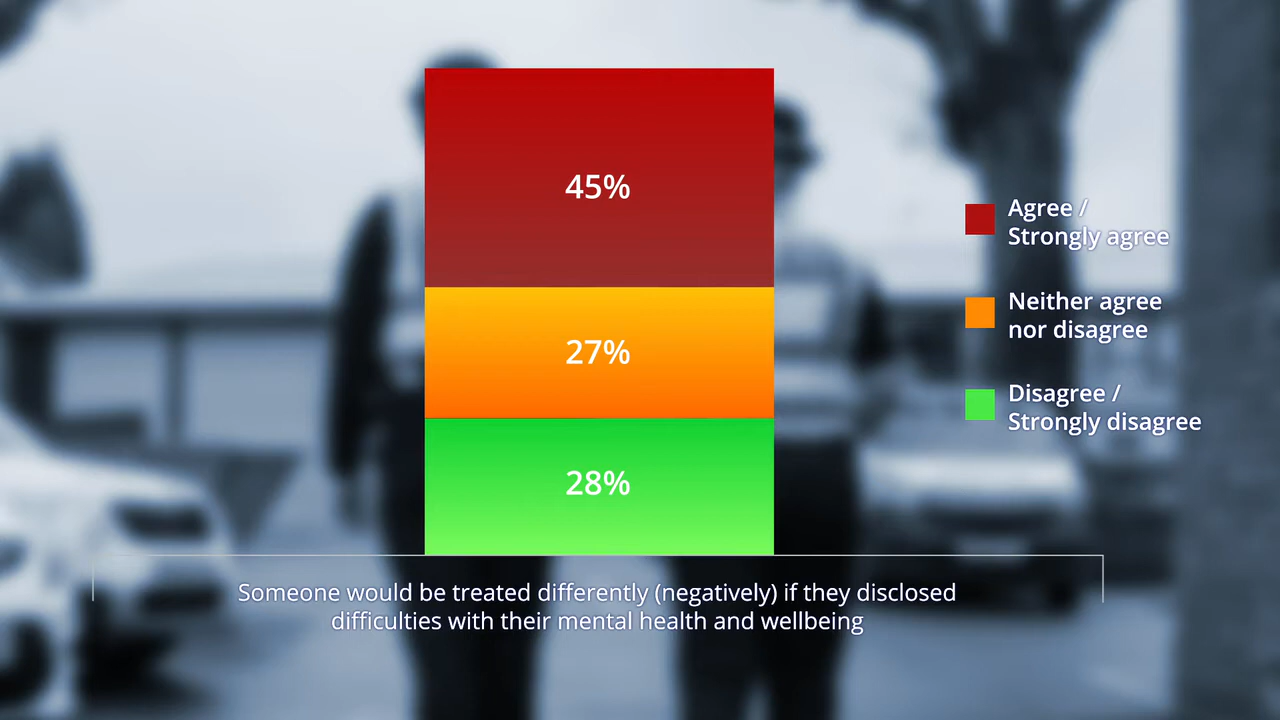 45%
27%
28%
Agree /
Strongly agree
Neither agree
nor disagree
Disagree /
Strongly disagree
Someone would be treated differently (negatively) if they disclosed
difficulties with their mental health and wellbeing